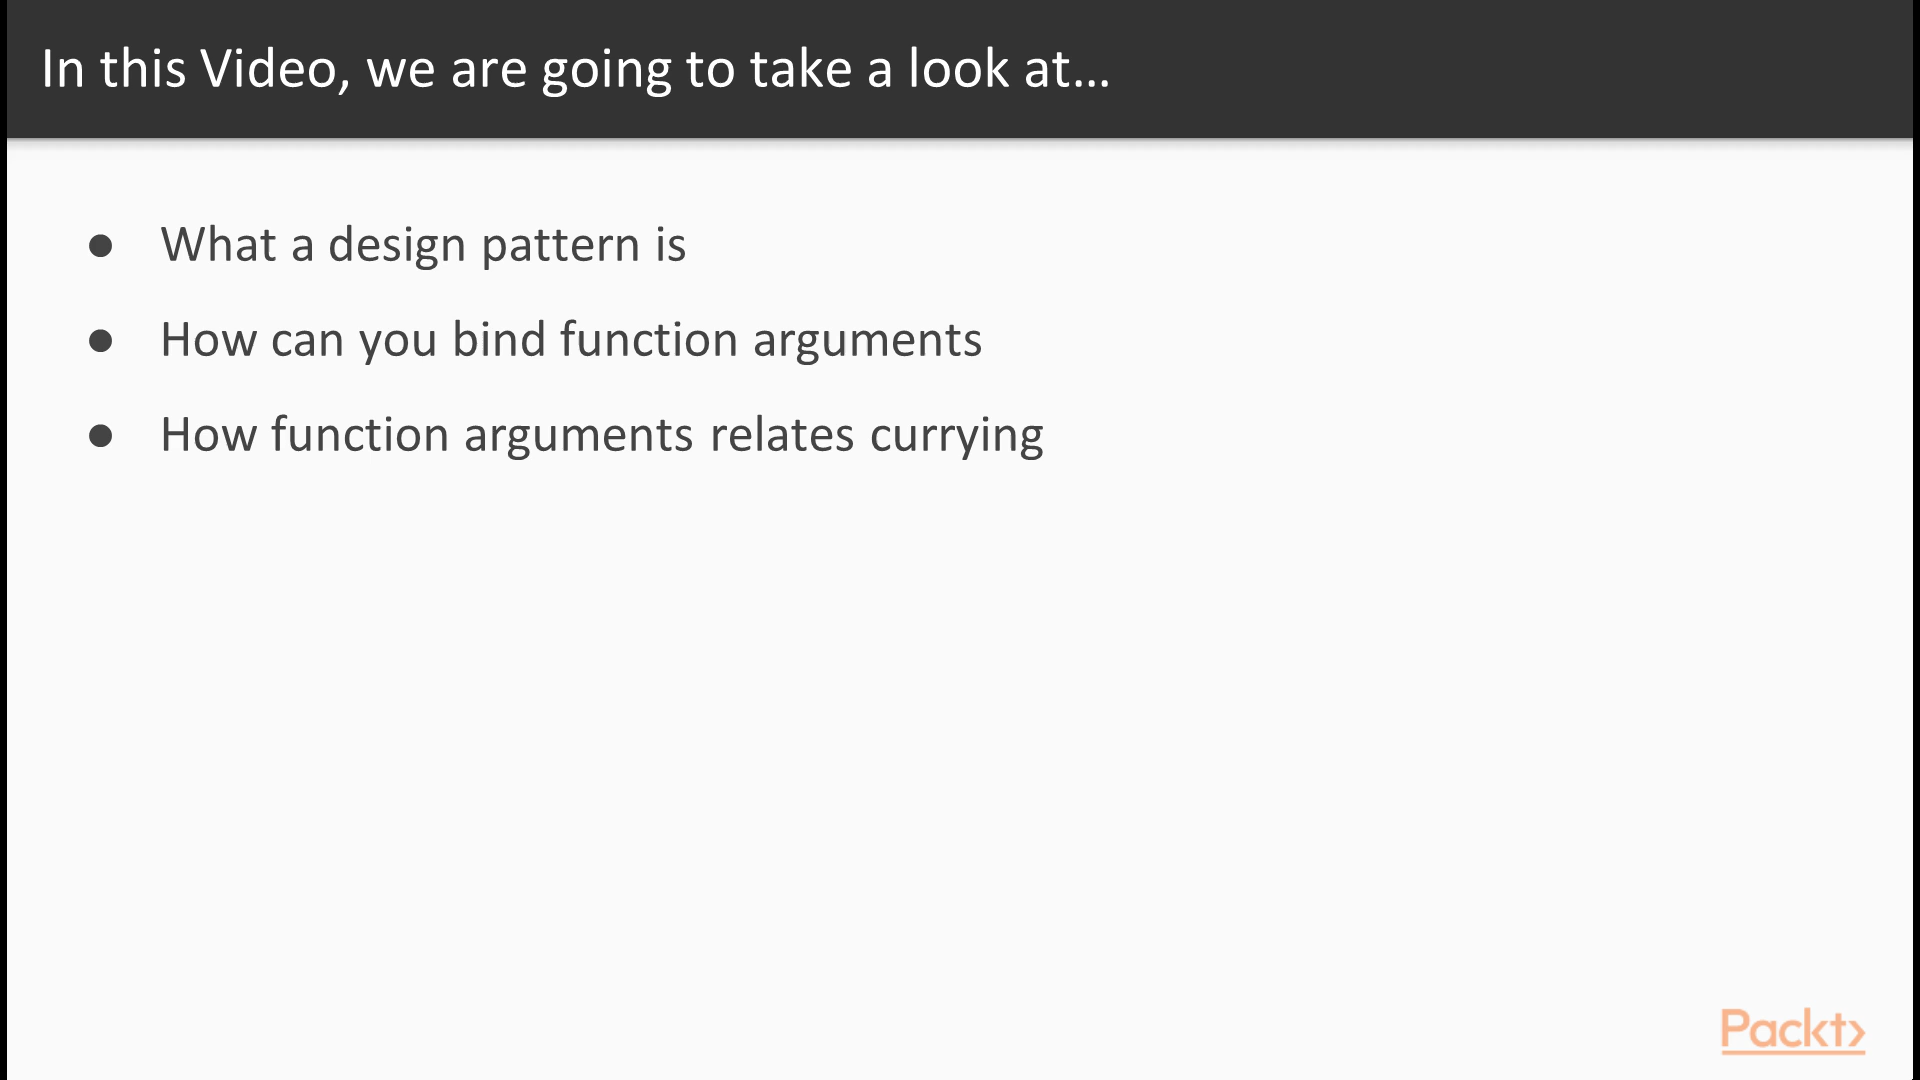 In this Video, we are going to take a look at...
● What a design pattern is
● How can you bind function arguments
● How function arguments relates currying
Packt>